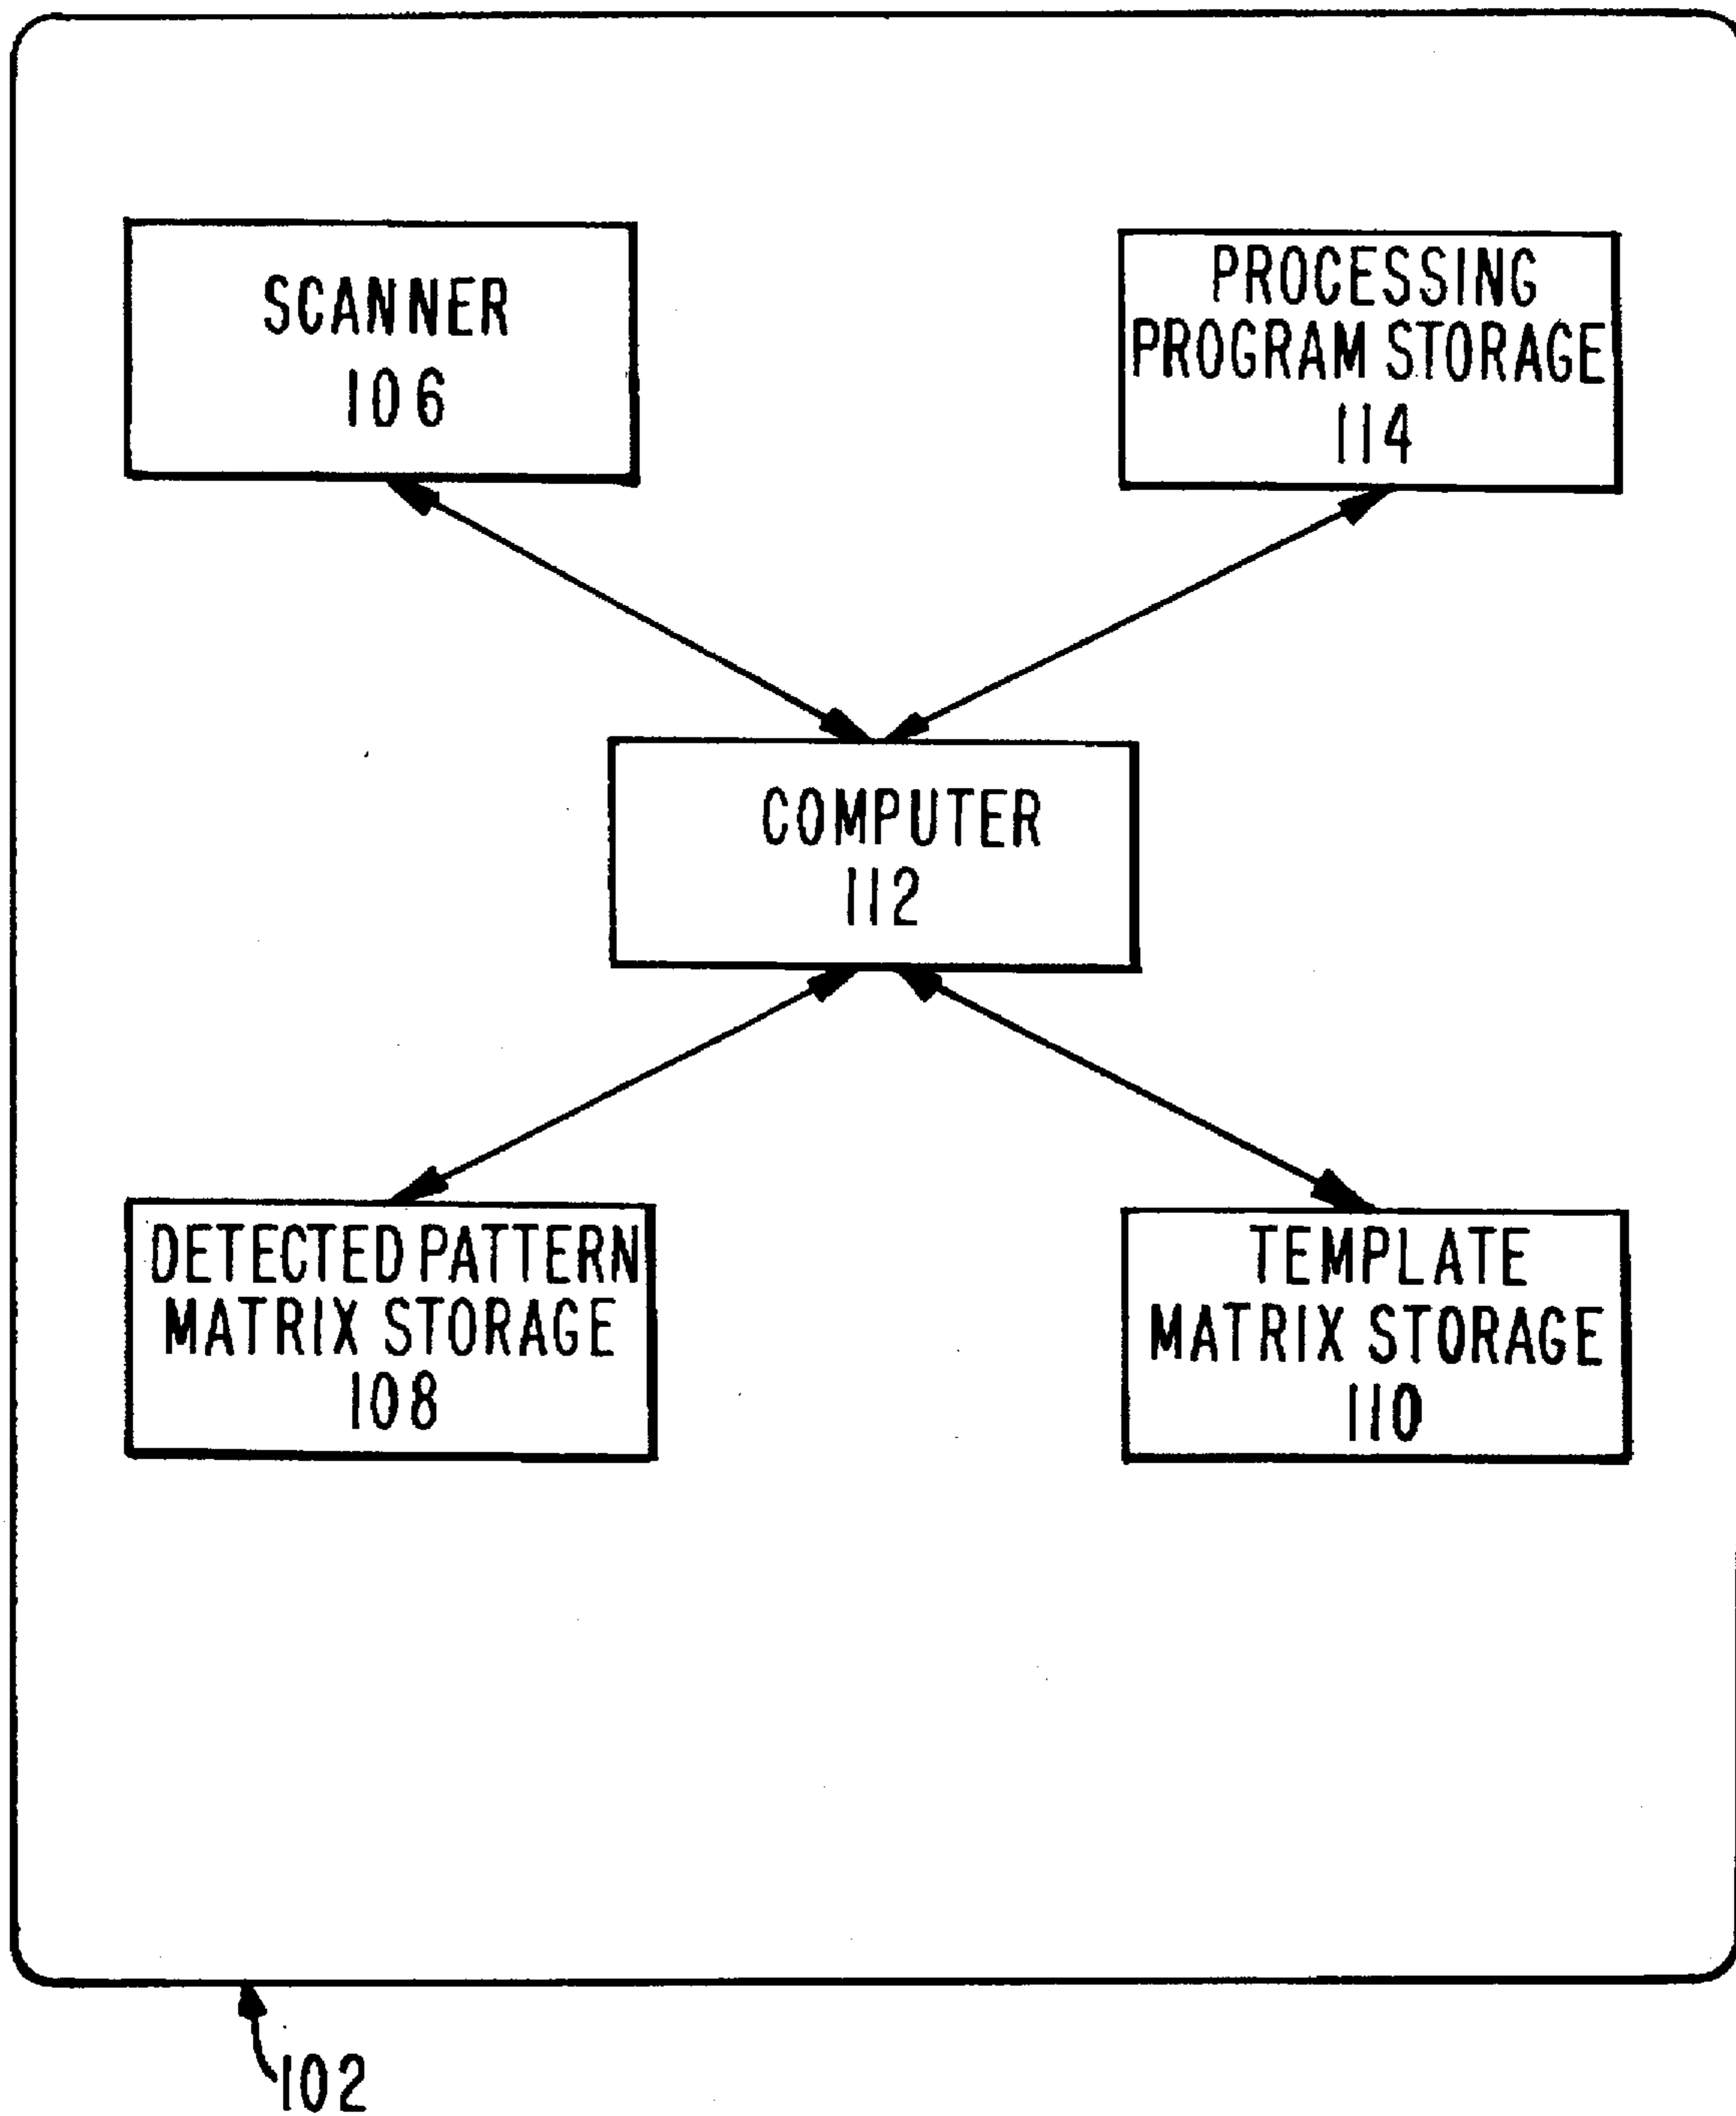 SCANNER
106
PROCESSING
PROGRAM STORAGE
114
COMPUTER
112
DETECTED PATTERN
MATRIX STORAGE
108
TEMPLATE
MATRIX STORAGE
110
102